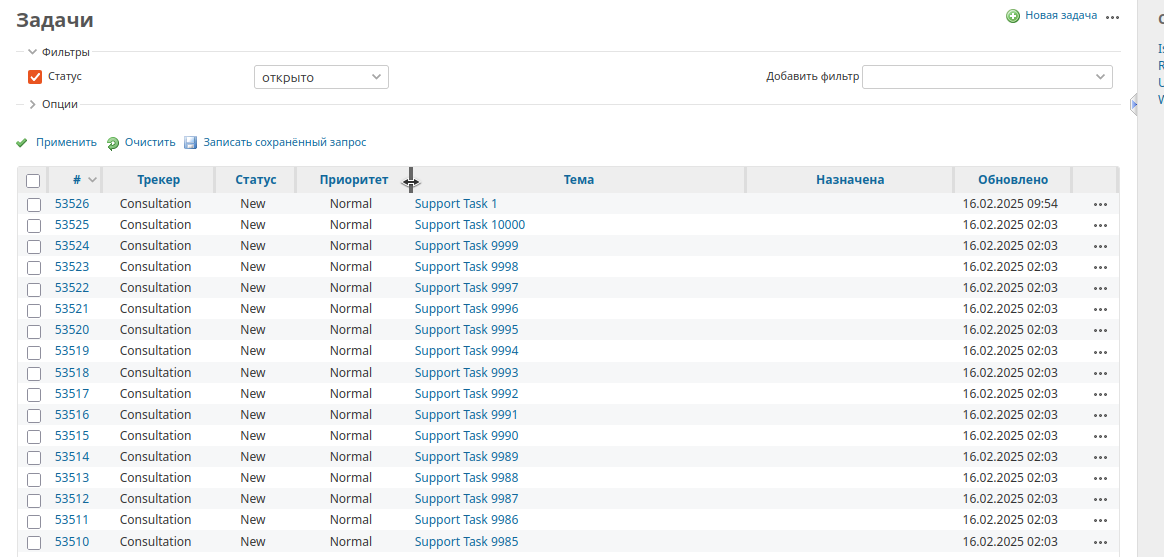 Задачи
Новая задача
Фильтры
Статус открыто Добавить фильтр
Опции
Применить Очистить Записать сохранённый запрос
# Трекер Статус Приоритет Тема Назначена Обновлено
53526 Consultation New Normal Support Task 1 16.02.2025 09:54
53525 Consultation New Normal Support Task 10000 16.02.2025 02:03
53524 Consultation New Normal Support Task 9999 16.02.2025 02:03
53523 Consultation New Normal Support Task 9998 16.02.2025 02:03
53522 Consultation New Normal Support Task 9997 16.02.2025 02:03
53521 Consultation New Normal Support Task 9996 16.02.2025 02:03
53520 Consultation New Normal Support Task 9995 16.02.2025 02:03
53519 Consultation New Normal Support Task 9994 16.02.2025 02:03
53518 Consultation New Normal Support Task 9993 16.02.2025 02:03
53517 Consultation New Normal Support Task 9992 16.02.2025 02:03
53516 Consultation New Normal Support Task 9991 16.02.2025 02:03
53515 Consultation New Normal Support Task 9990 16.02.2025 02:03
53514 Consultation New Normal Support Task 9989 16.02.2025 02:03
53513 Consultation New Normal Support Task 9988 16.02.2025 02:03
53512 Consultation New Normal Support Task 9987 16.02.2025 02:03
53511 Consultation New Normal Support Task 9986 16.02.2025 02:03
53510 Consultation New Normal Support Task 9985 16.02.2025 02:03